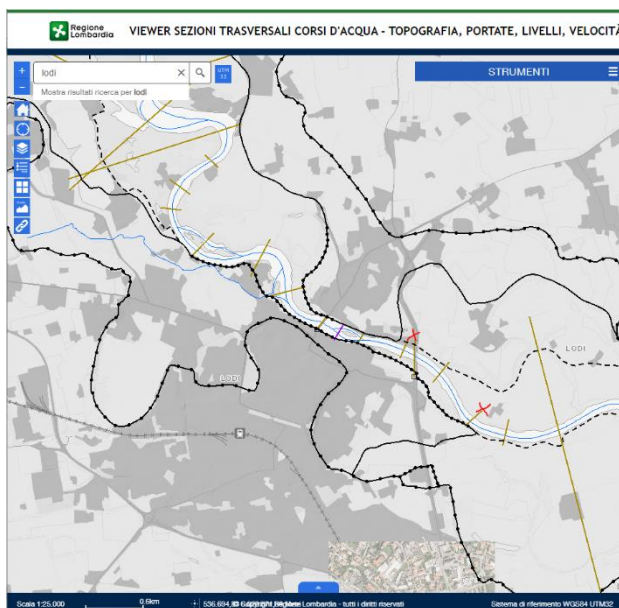 Regione
Lombardia
VIEWER SEZIONI TRASVERSALI CORSI D'ACQUA - TOPOGRAFIA, PORTATE, LIVELLI, VELOCITÀ
lodi
UTM
Mostra risultati ricerca per lodi
STRUMENTI
LODI
LODI
Scala 1:25.000
0.6km
Lombardia - tutti i diritti riservati
Sistema di riferimento WGS84 UTM32